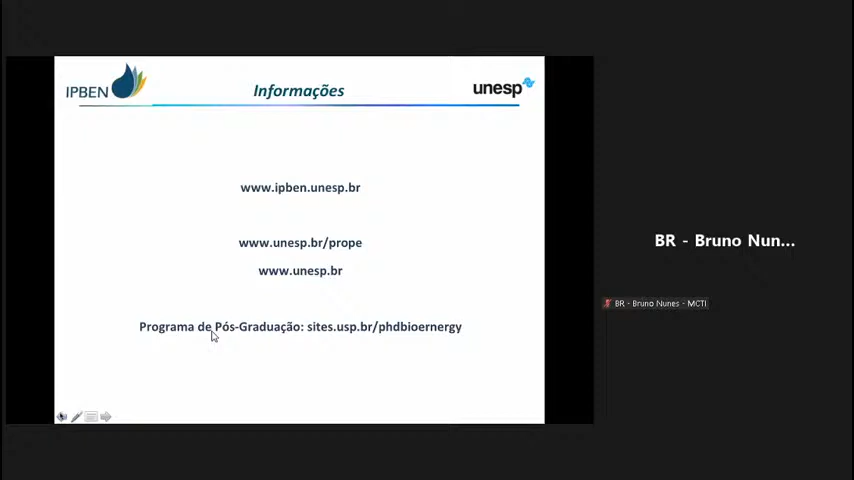 IPBEN
Informações
unesp
www.ipben.unesp.br
www.unesp.br/prope
www.unesp.br
Programa de Pós-Graduação: sites.usp.br/phdbioernergy
BR - Bruno Nun...
BR - Bruno Nunes - MCTI